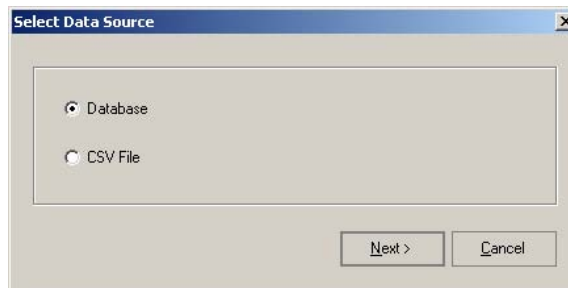 Select Data Source
Database
CSV File
Next >
Cancel